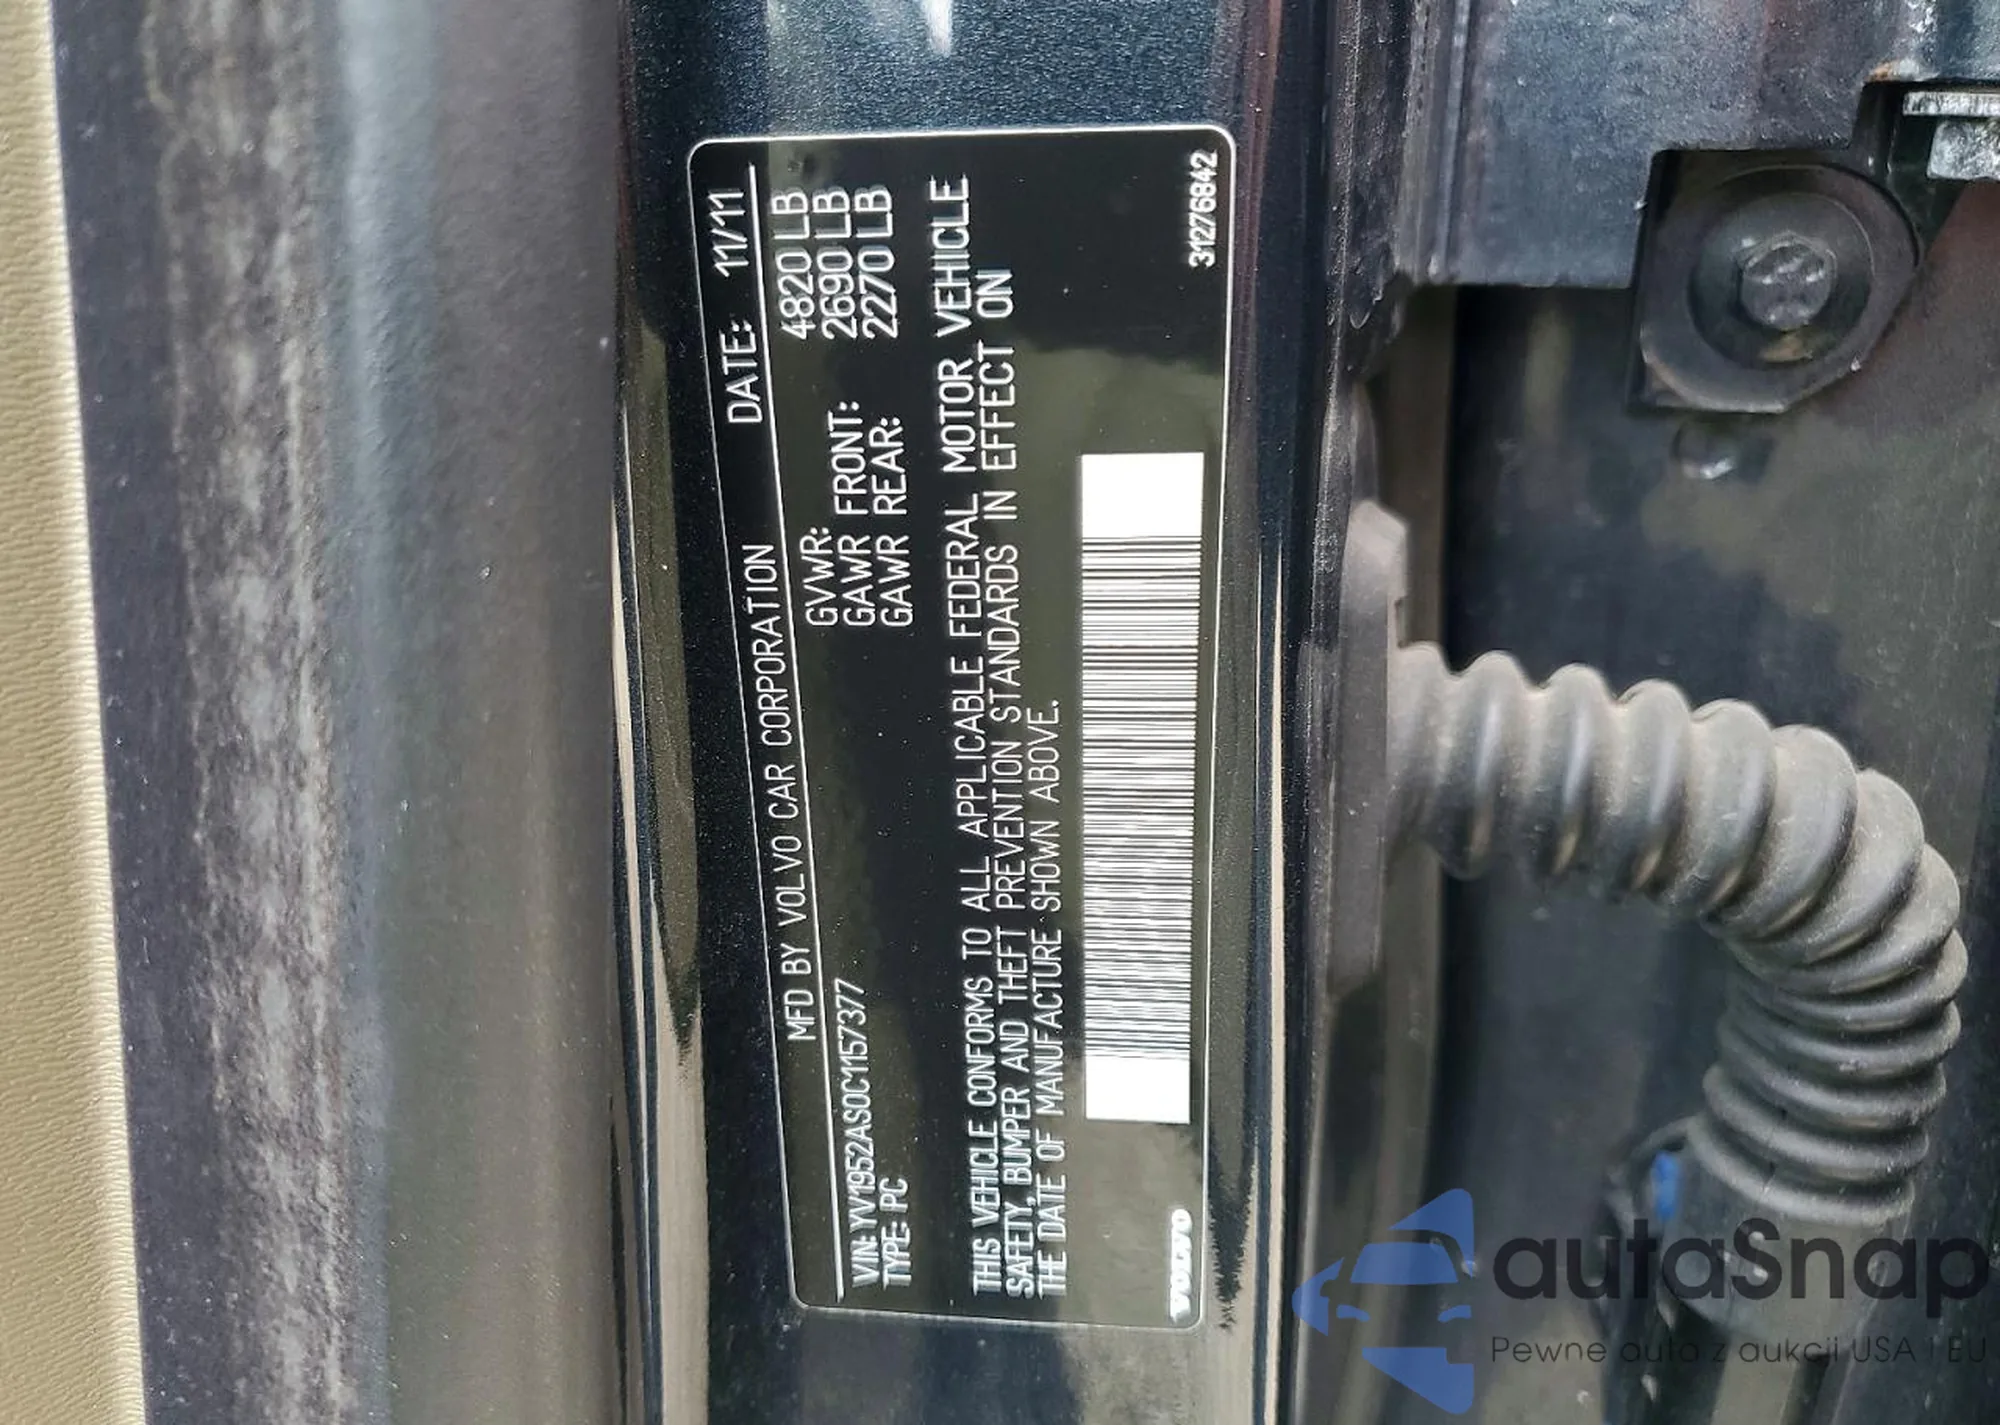 MFD BY VOLVO CAR CORPORATION DATE: 11/11
VIN: YV1952AS0C1157377 GVWR: 4820 LB
TYPE: PC GAWR FRONT: 2690 LB
GAWR REAR: 2270 LB
THIS VEHICLE CONFORMS TO ALL APPLICABLE FEDERAL MOTOR VEHICLE
SAFETY, BUMPER AND THEFT PREVENTION STANDARDS IN EFFECT ON
THE DATE OF MANUFACTURE SHOWN ABOVE.
VOLVO 31276842
autaSnap
Pewne auta z aukcji USA i EU